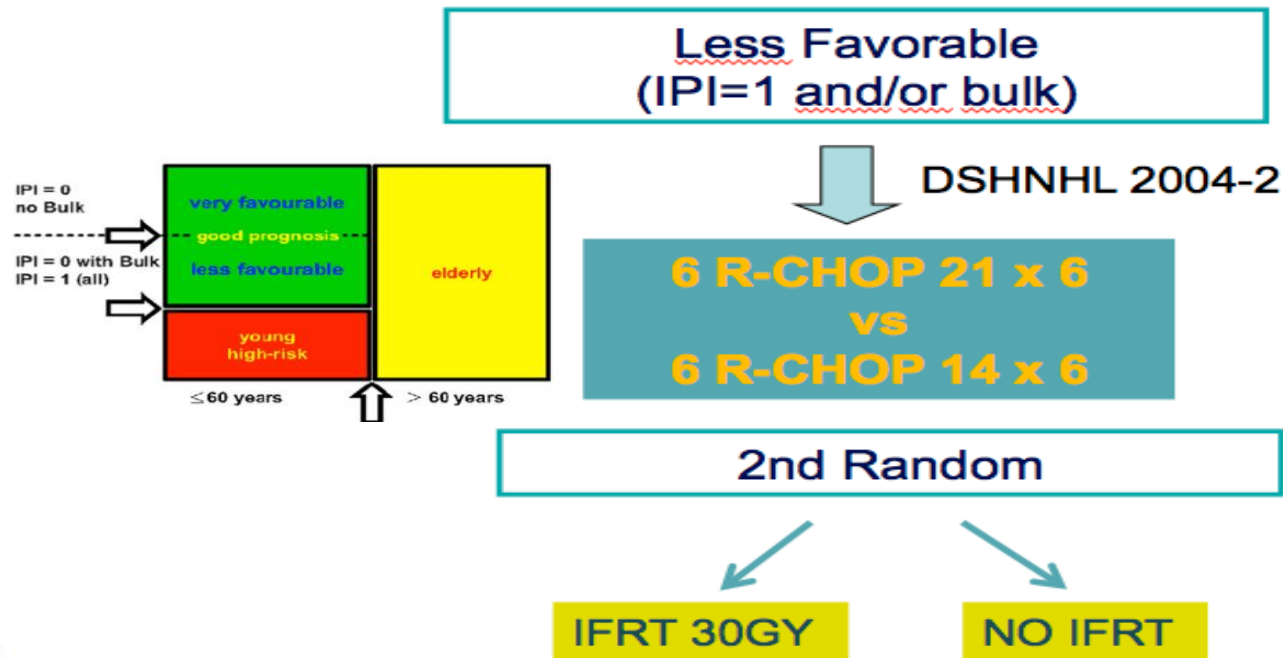 Less Favorable
(IPI=1 and/or bulk)
DSHNHL 2004-2
IPI = 0
no Bulk
IPI = 0 with Bulk
IPI = 1 (all)
very favourable
good prognosis
less favourable
young
high-risk
elderly
≤60 years
> 60 years
6 R-CHOP 21 x 6
vs
6 R-CHOP 14 x 6
2nd Random
IFRT 30GY
NO IFRT